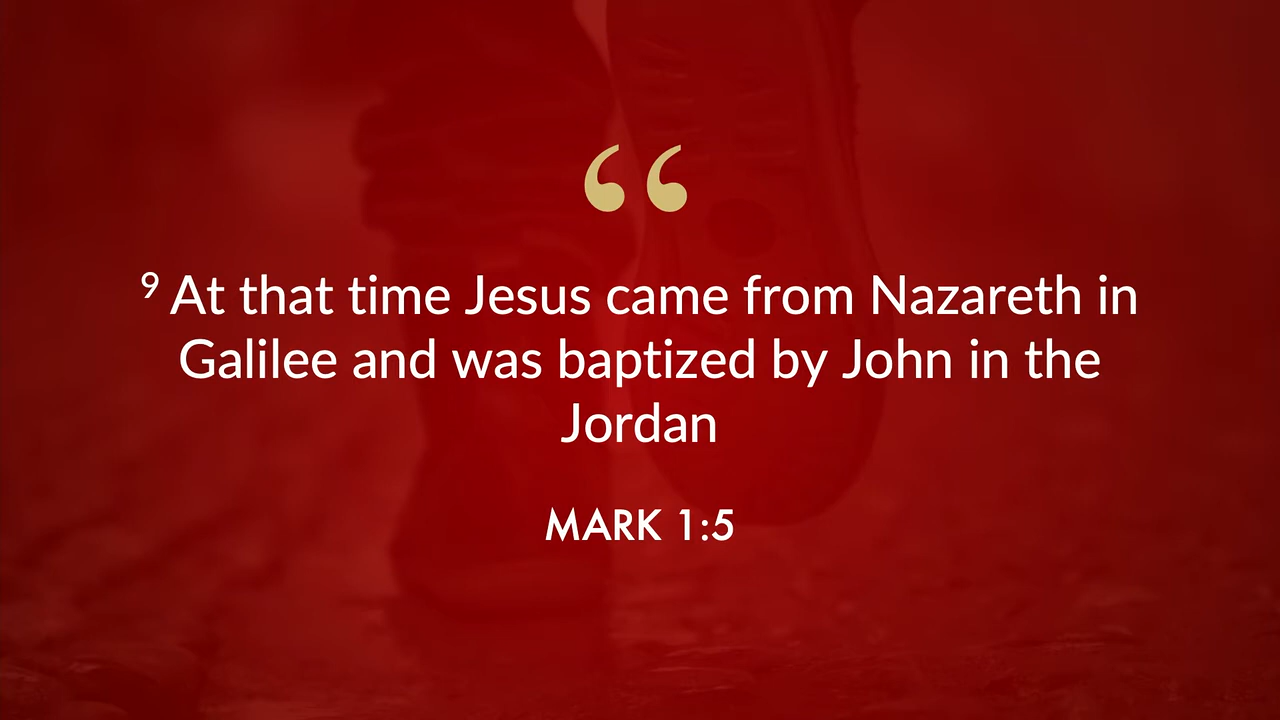 “
⁹ At that time Jesus came from Nazareth in
Galilee and was baptized by John in the
Jordan
MARK 1:5